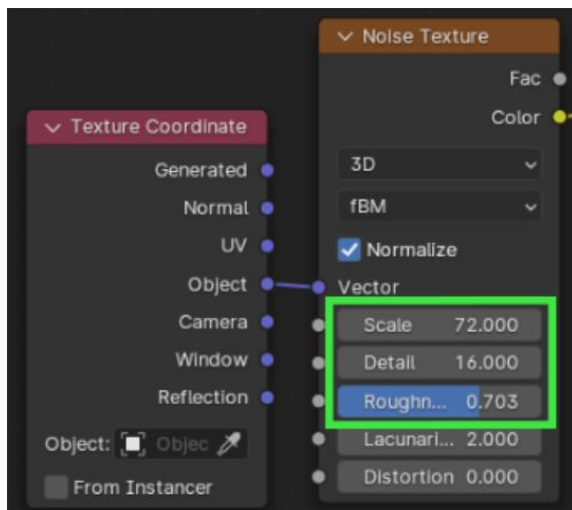 Noise Texture
Fac
Color
3D
fBM
Normalize
Vector
Scale 72.000
Detail 16.000
Roughn... 0.703
Lacunari... 2.000
Distortion 0.000
Texture Coordinate
Generated
Normal
UV
Object
Camera
Window
Reflection
Object: Objec
From Instancer